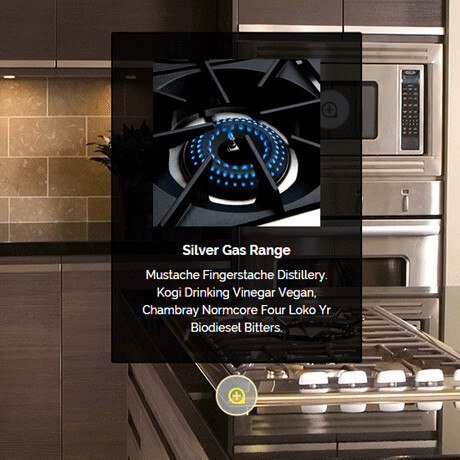 Silver Gas Range
Mustache Fingerstache Distillery.
Kogi Drinking Vinegar Vegan,
Chambray Normcore Four Loko Yr
Biodiesel Bitters.